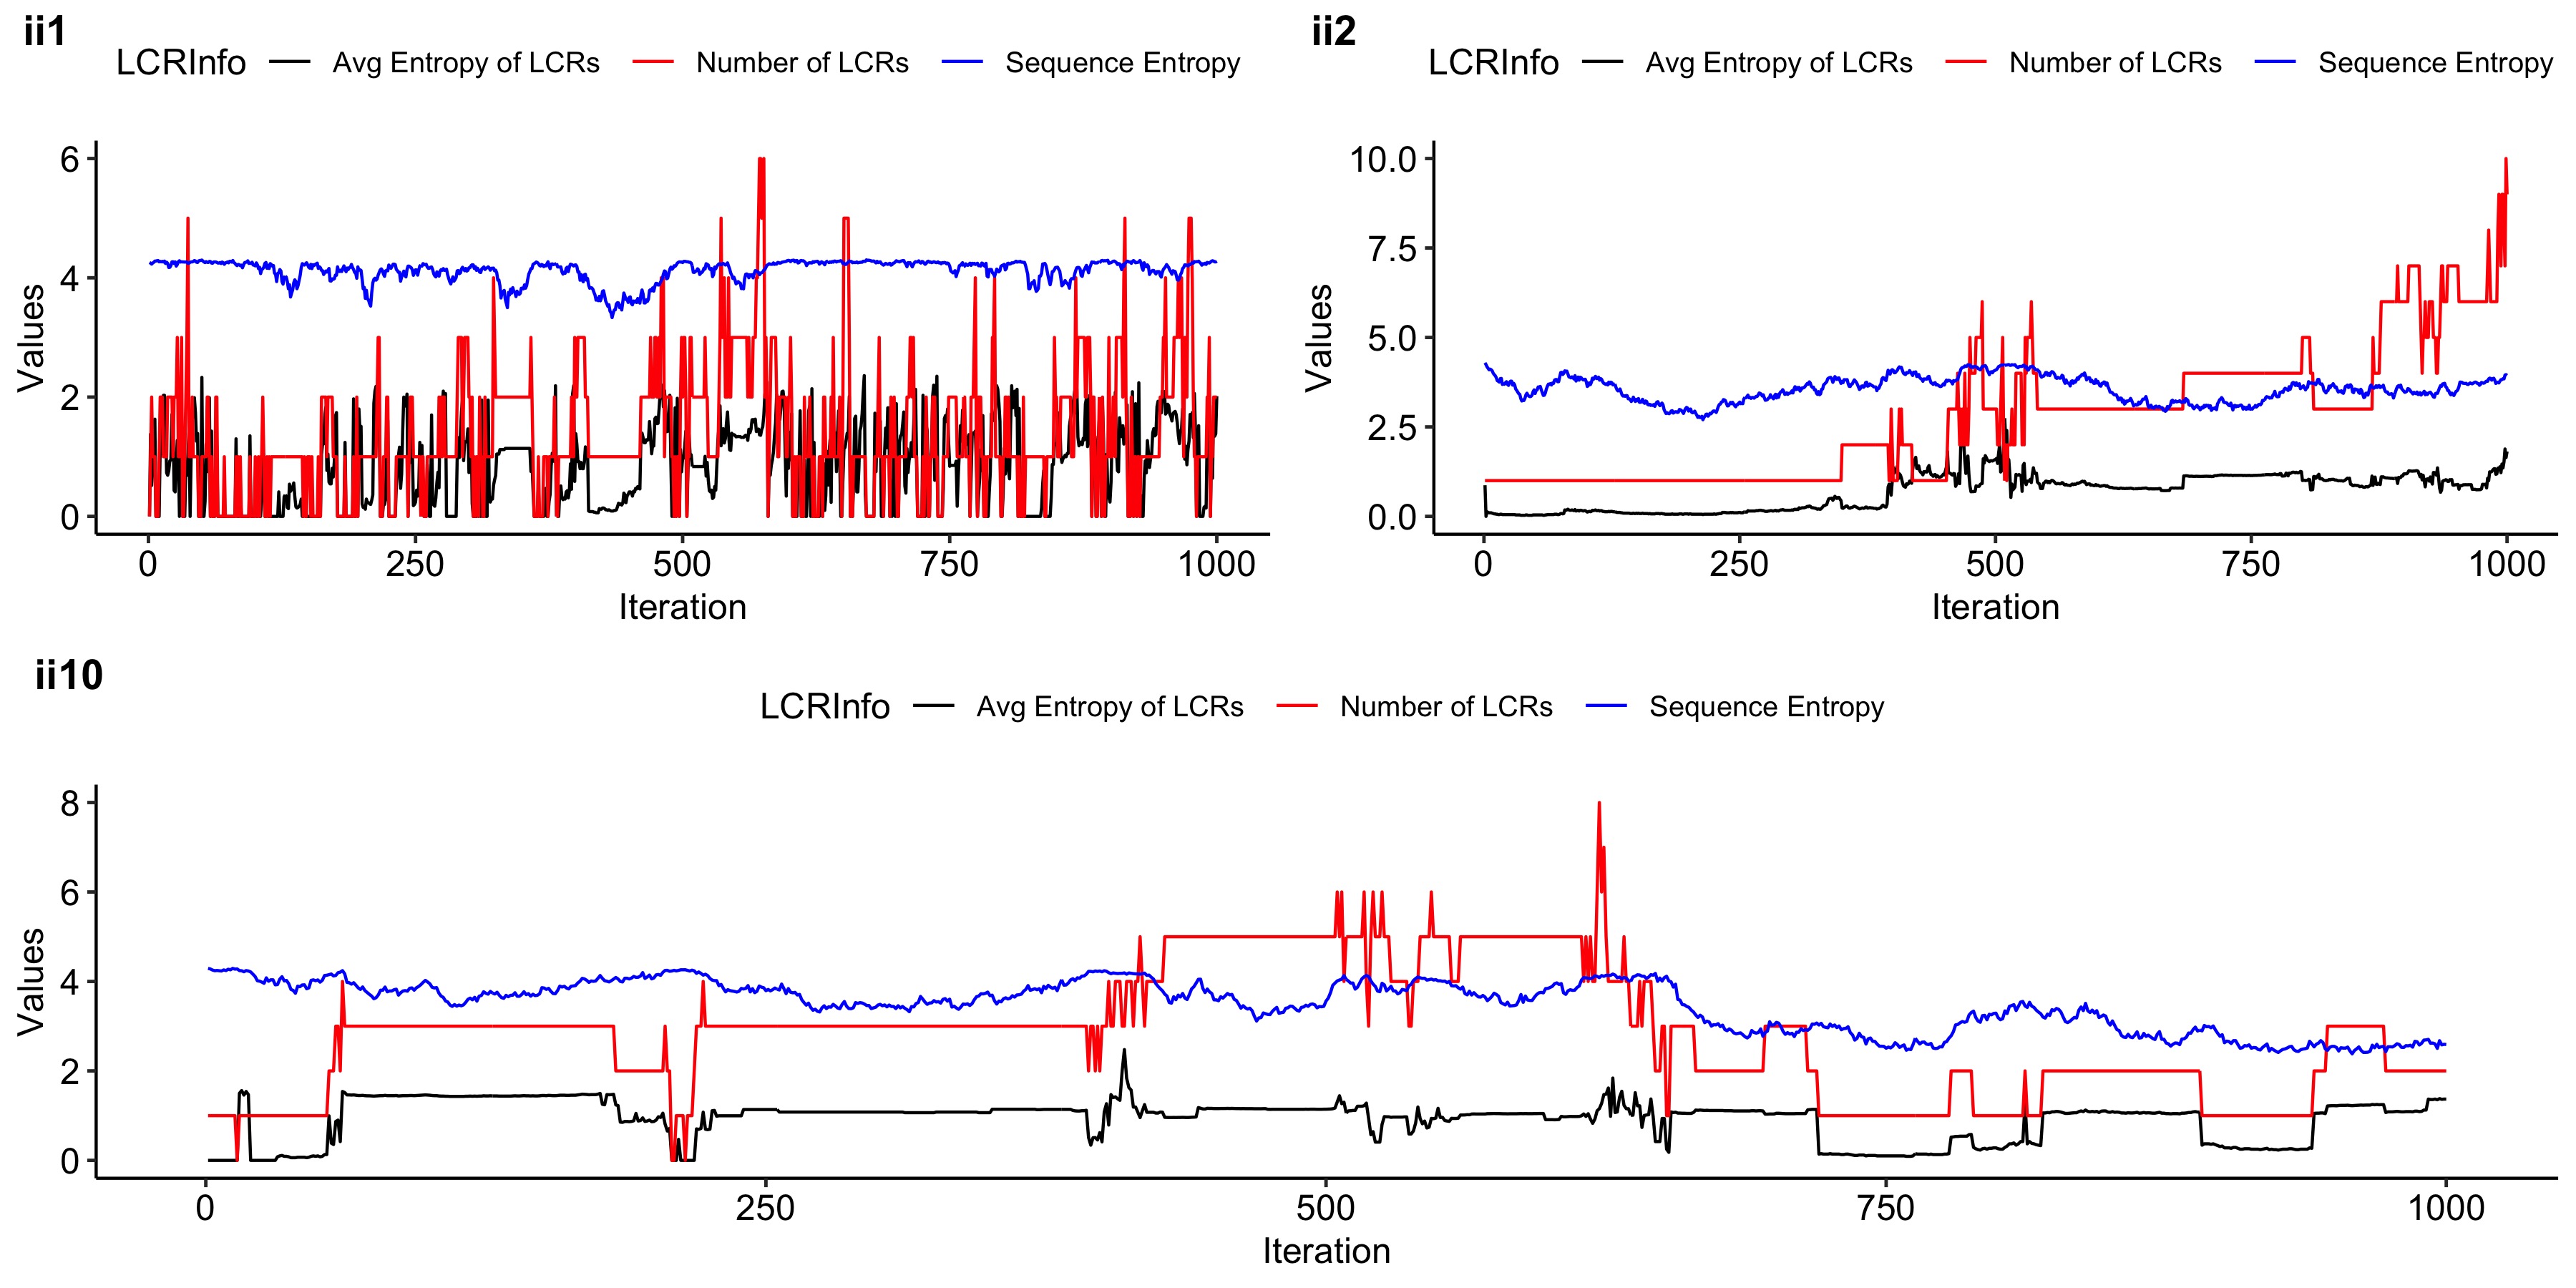 ii1
LCRInfo Avg Entropy of LCRs Number of LCRs Sequence Entropy
6
4
2
0
Values
0 250 500 750 1000
Iteration
ii2
LCRInfo Avg Entropy of LCRs Number of LCRs Sequence Entropy
10.0
7.5
5.0
2.5
0.0
Values
0 250 500 750 1000
Iteration
ii10
LCRInfo Avg Entropy of LCRs Number of LCRs Sequence Entropy
8
6
4
2
0
Values
0 250 500 750 1000
Iteration